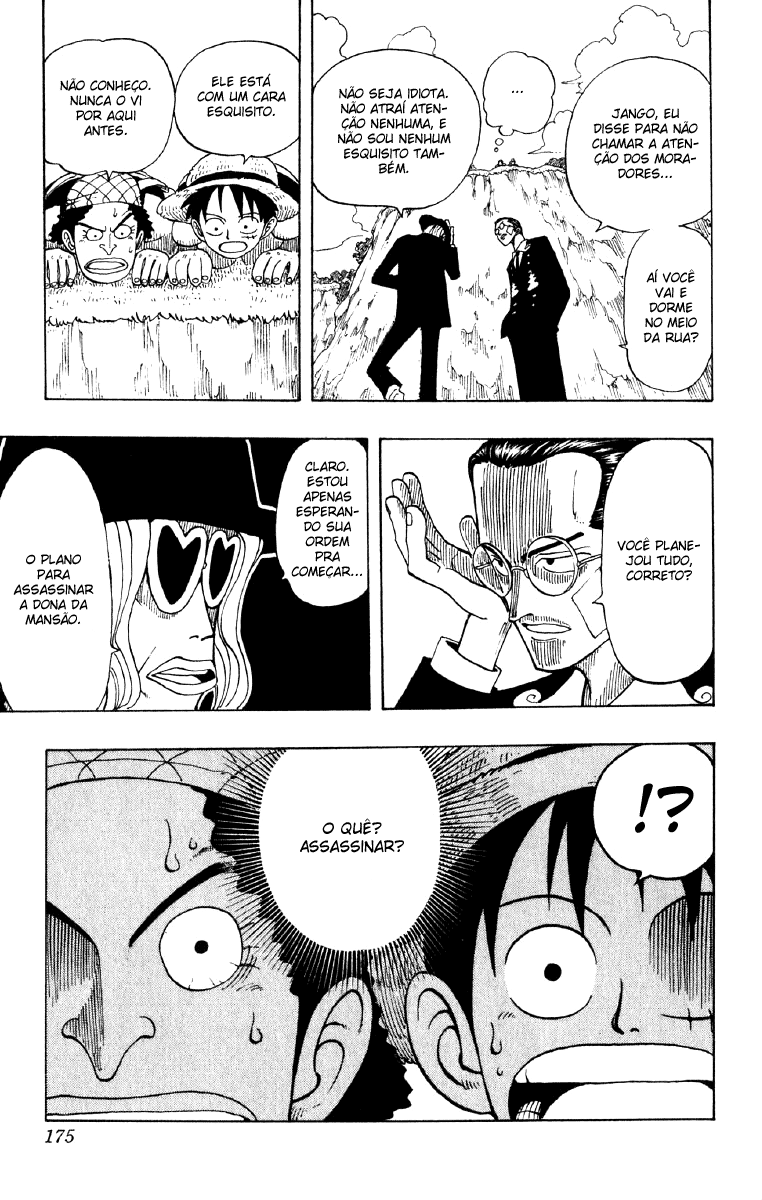 JANGO, EU
DISSE PARA NÃO
CHAMAR A ATEN-
ÇÃO DOS MORA-
DORES...
AÍ VOCÊ
VAI E
DORME
NO MEIO
DA RUA?
...
NÃO SEJA IDIOTA.
NÃO ATRAÍ ATEN-
ÇÃO NENHUMA, E
NÃO SOU NENHUM
ESQUISITO TAM-
BÉM.
ELE ESTÁ
COM UM CARA
ESQUISITO.
NÃO CONHEÇO.
NUNCA O VI
POR AQUI
ANTES.
VOCÊ PLANE-
JOU TUDO,
CORRETO?
CLARO.
ESTOU
APENAS
ESPERAN-
DO SUA
ORDEM
PRA
COMEÇAR...
O PLANO
PARA
ASSASSINAR
A DONA DA
MANSÃO.
!?
O QUÊ?
ASSASSINAR?
175